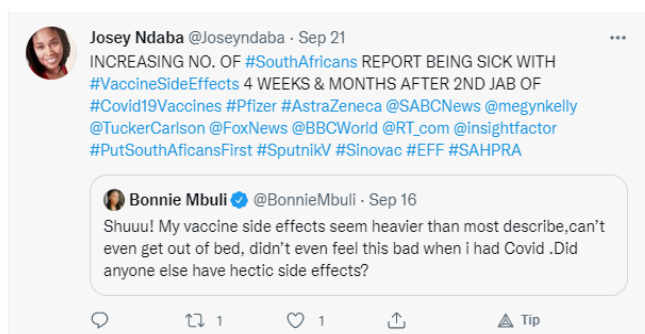 Josey Ndaba @Joseyndaba · Sep 21
INCREASING NO. OF #SouthAfricans REPORT BEING SICK WITH
#VaccineSideEffects 4 WEEKS & MONTHS AFTER 2ND JAB OF
#Covid19Vaccines #Pfizer #AstraZeneca @SABCNews @megynkelly
@TuckerCarlson @FoxNews @BBCWorld @RT_com @insightfactor
#PutSouthAficansFirst #SputnikV #Sinovac #EFF #SAHPRA
Bonnie Mbuli @BonnieMbuli · Sep 16
Shuuu! My vaccine side effects seem heavier than most describe,can't
even get out of bed, didn't even feel this bad when i had Covid .Did
anyone else have hectic side effects?
1 1 Tip